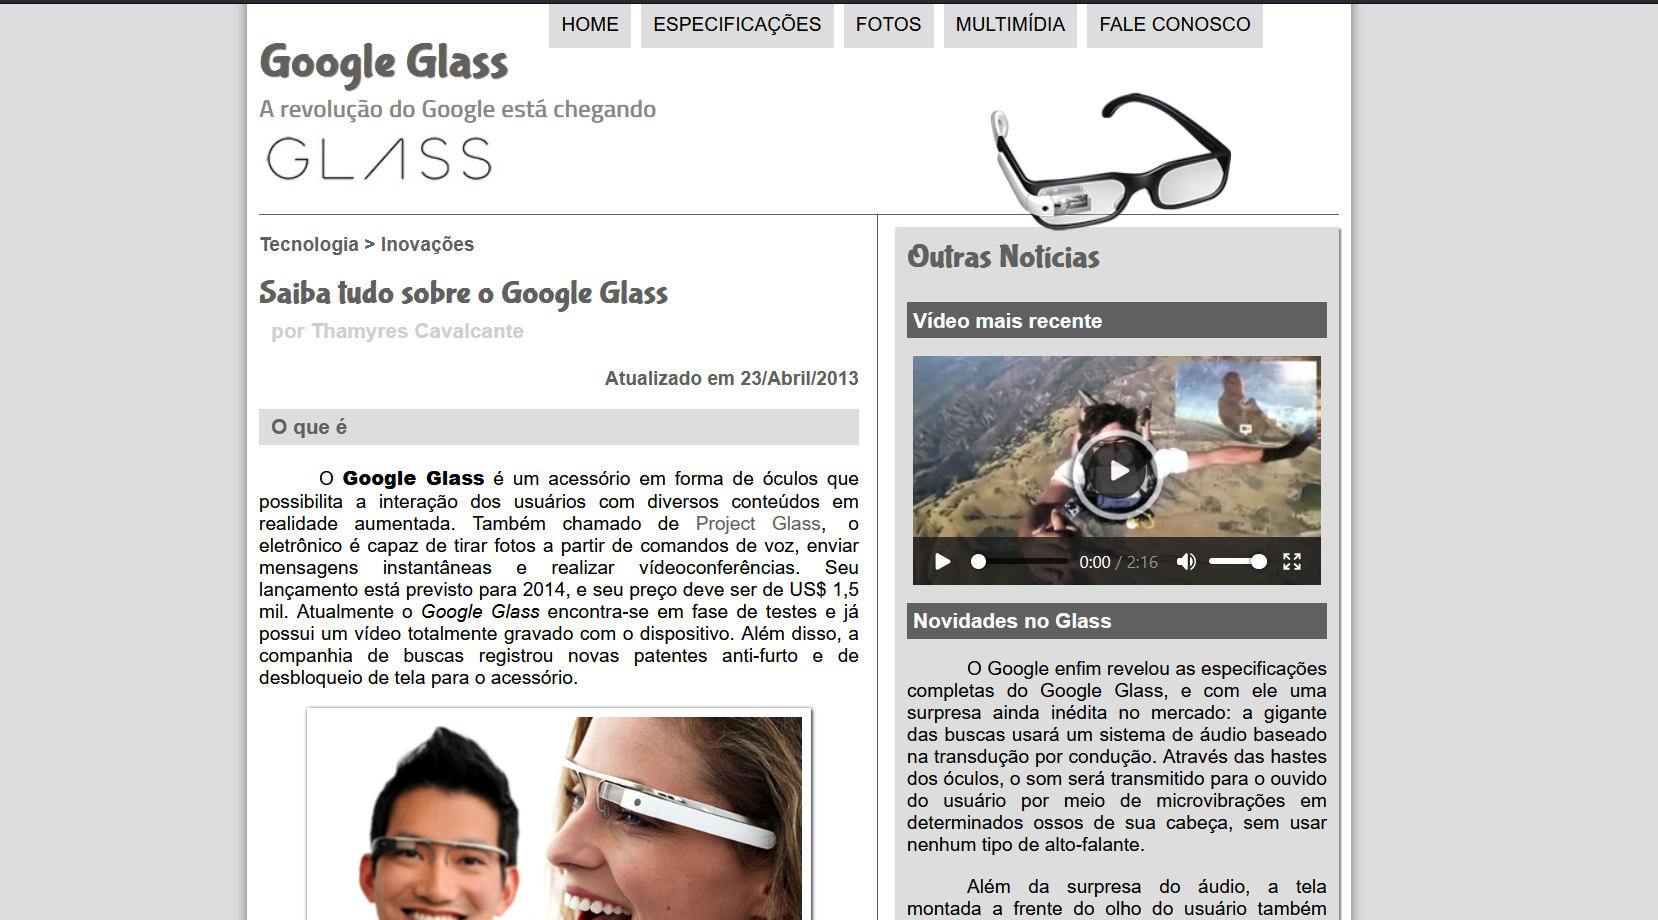 HOME ESPECIFICAÇÕES FOTOS MULTIMÍDIA FALE CONOSCO
Google Glass
A revolução do Google está chegando
GLASS
Tecnologia > Inovações
Saiba tudo sobre o Google Glass
por Thamyres Cavalcante
Atualizado em 23/Abril/2013
O que é
O Google Glass é um acessório em forma de óculos que
possibilita a interação dos usuários com diversos conteúdos em
realidade aumentada. Também chamado de Project Glass, o
eletrônico é capaz de tirar fotos a partir de comandos de voz, enviar
mensagens instantâneas e realizar vídeoconferências. Seu
lançamento está previsto para 2014, e seu preço deve ser de US$ 1,5
mil. Atualmente o Google Glass encontra-se em fase de testes e já
possui um vídeo totalmente gravado com o dispositivo. Além disso, a
companhia de buscas registrou novas patentes anti-furto e de
desbloqueio de tela para o acessório.
Outras Notícias
Vídeo mais recente
0:00 / 2:16
Novidades no Glass
O Google enfim revelou as especificações
completas do Google Glass, e com ele uma
surpresa ainda inédita no mercado: a gigante
das buscas usará um sistema de áudio baseado
na transdução por condução. Através das hastes
dos óculos, o som será transmitido para o ouvido
do usuário por meio de microvibrações em
determinados ossos de sua cabeça, sem usar
nenhum tipo de alto-falante.
Além da surpresa do áudio, a tela
montada a frente do olho do usuário também